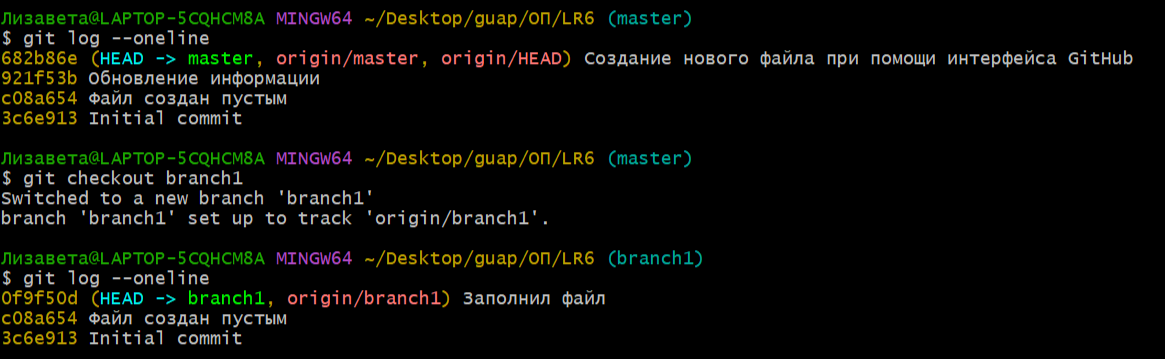 Лизавета@LAPTOP-5CQHCM8A MINGW64 ~/Desktop/guap/ОП/LR6 (master)
$ git log --oneline
682b86e (HEAD -> master, origin/master, origin/HEAD) Создание нового файла при помощи интерфейса GitHub
921f53b Обновление информации
c08a654 Файл создан пустым
3c6e913 Initial commit
Лизавета@LAPTOP-5CQHCM8A MINGW64 ~/Desktop/guap/ОП/LR6 (master)
$ git checkout branch1
Switched to a new branch 'branch1'
branch 'branch1' set up to track 'origin/branch1'.
Лизавета@LAPTOP-5CQHCM8A MINGW64 ~/Desktop/guap/ОП/LR6 (branch1)
$ git log --oneline
0f9f50d (HEAD -> branch1, origin/branch1) Заполнил файл
c08a654 Файл создан пустым
3c6e913 Initial commit